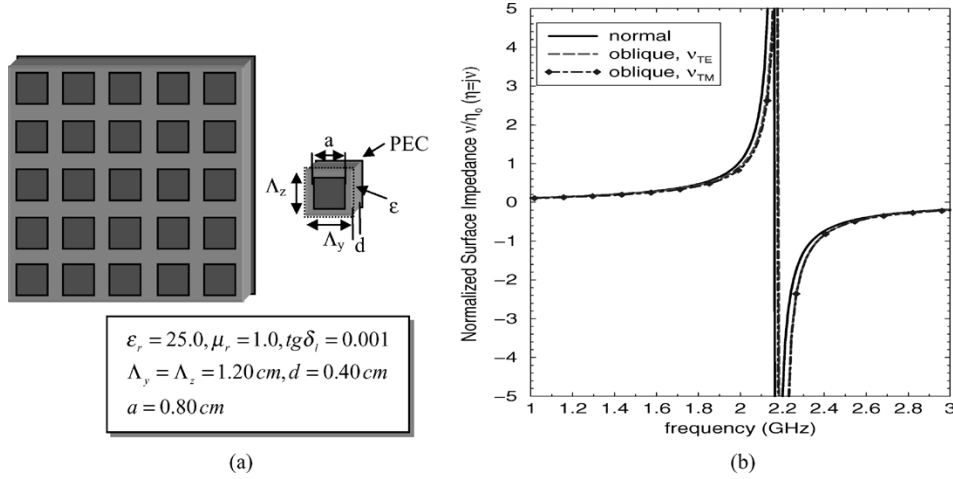 a
PEC
Λz
ε
Λy
d
εr = 25.0, μr = 1.0, tgδl = 0.001
Λy = Λz = 1.20 cm, d = 0.40 cm
a = 0.80 cm
(a)
Normalized Surface Impedance ν/η0 (η=jν)
5
4
3
2
1
0
−1
−2
−3
−4
−5
normal
oblique, νTE
oblique, νTM
1 1.2 1.4 1.6 1.8 2 2.2 2.4 2.6 2.8 3
frequency (GHz)
(b)